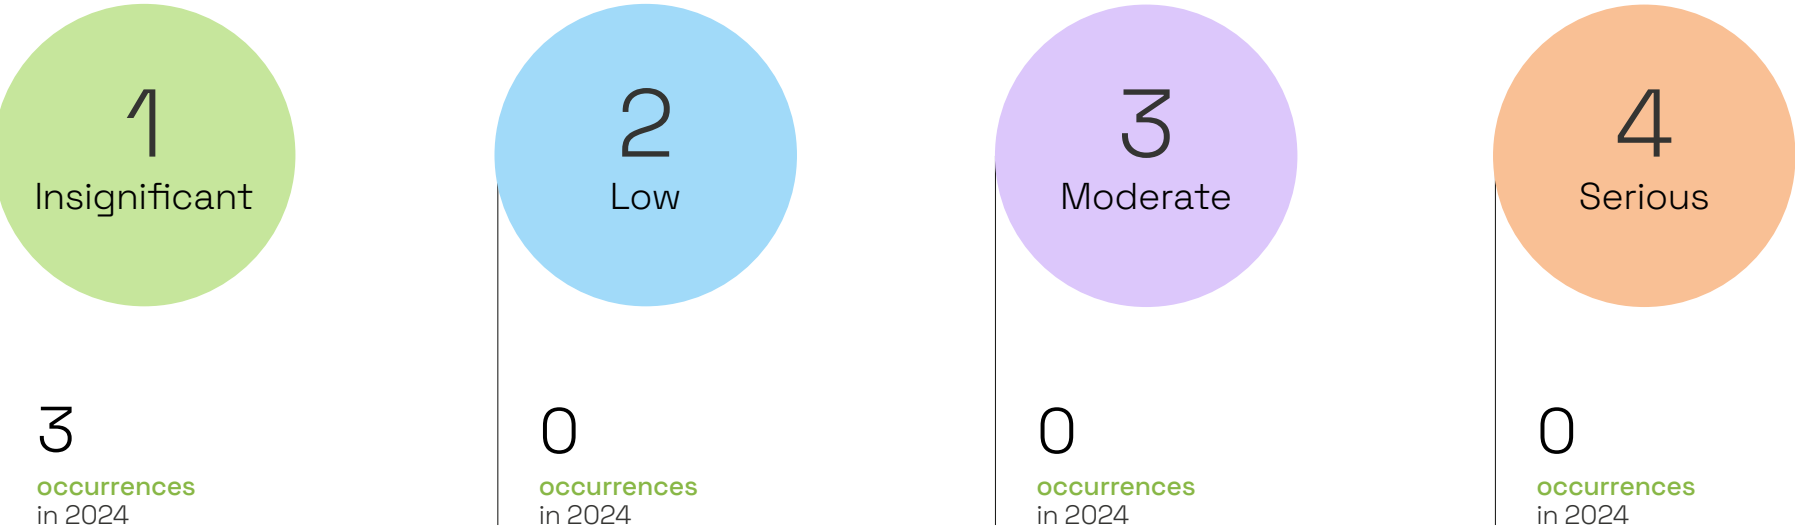 1
Insignificant
3
occurrences
in 2024
2
Low
0
occurrences
in 2024
3
Moderate
0
occurrences
in 2024
4
Serious
0
occurrences
in 2024